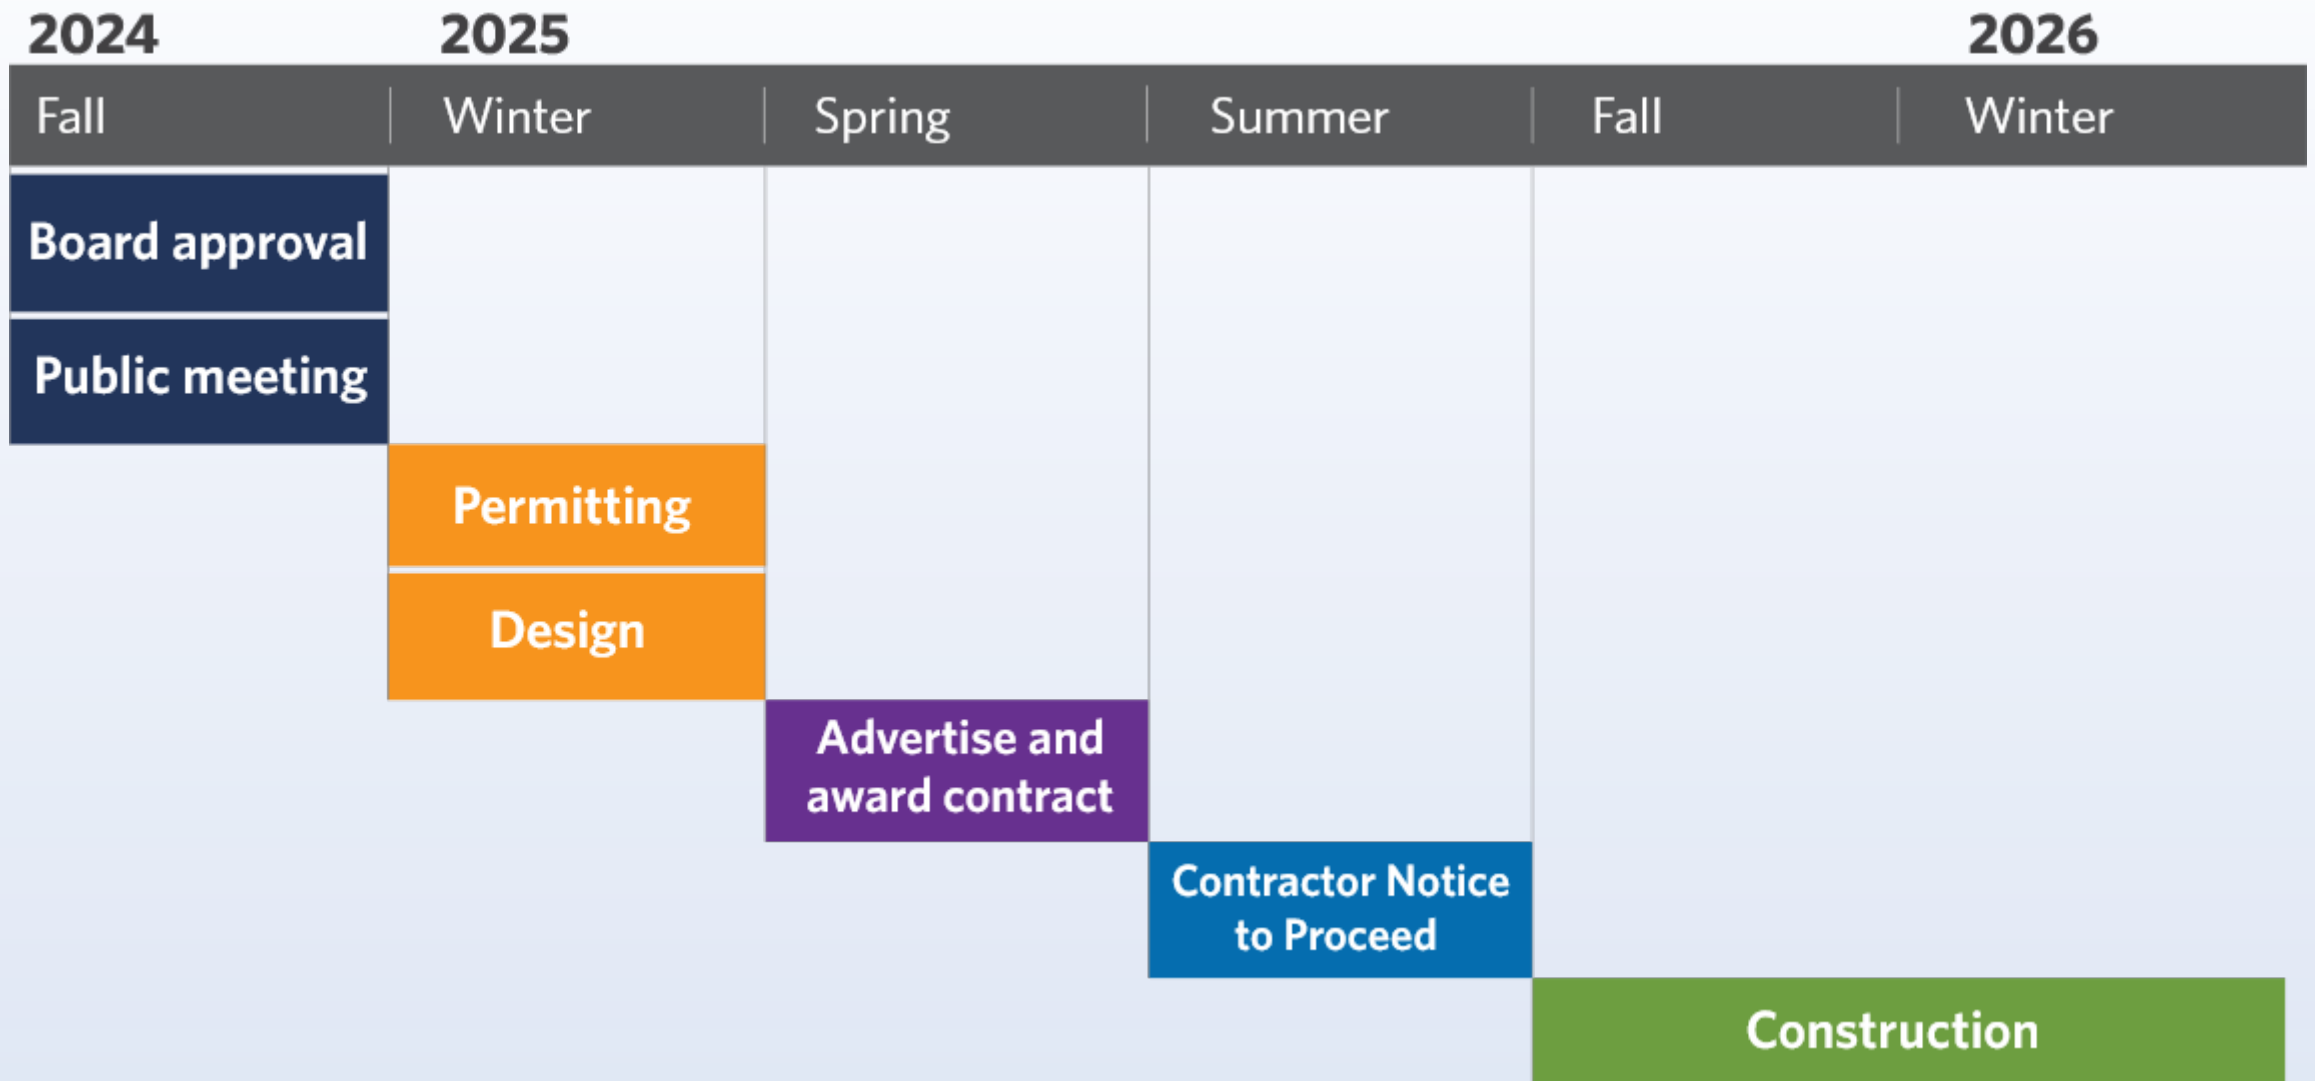 2024 2025 2026
Fall Winter Spring Summer Fall Winter
Board approval
Public meeting
Permitting
Design
Advertise and
award contract
Contractor Notice
to Proceed
Construction